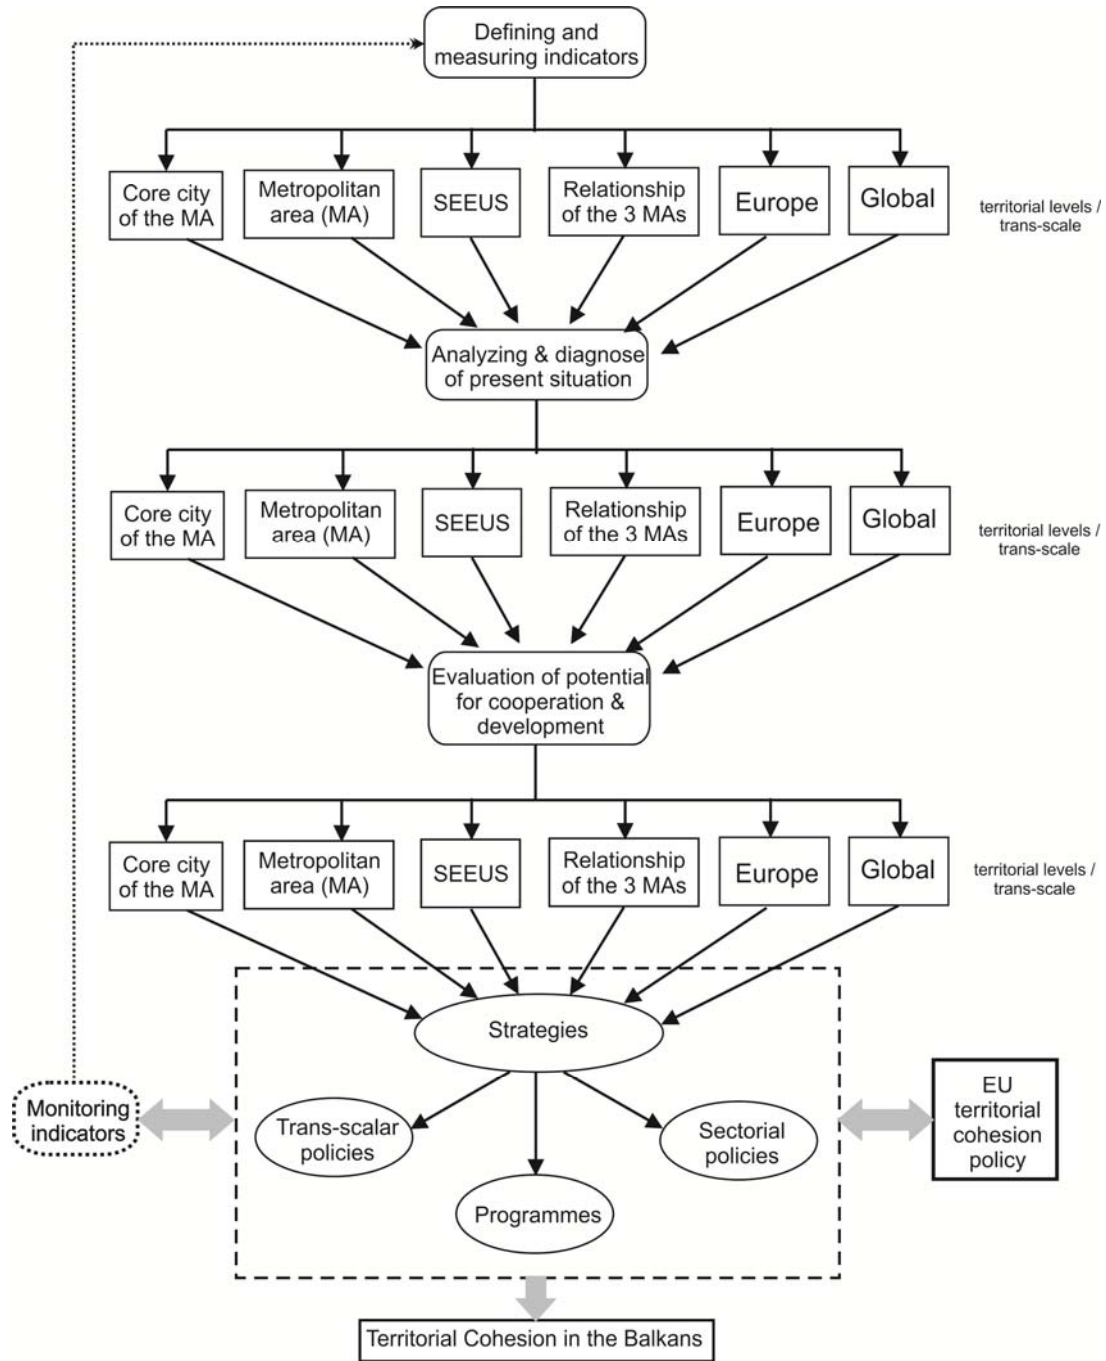 Defining and
measuring indicators
Core city
of the MA
Metropolitan
area (MA)
SEEUS
Relationship
of the 3 MAs
Europe
Global
territorial levels /
trans-scale
Analyzing & diagnose
of present situation
Core city
of the MA
Metropolitan
area (MA)
SEEUS
Relationship
of the 3 MAs
Europe
Global
territorial levels /
trans-scale
Evaluation of potential
for cooperation &
development
Core city
of the MA
Metropolitan
area (MA)
SEEUS
Relationship
of the 3 MAs
Europe
Global
territorial levels /
trans-scale
Strategies
Monitoring
indicators
Trans-scalar
policies
Programmes
Sectorial
policies
EU
territorial
cohesion
policy
Territorial Cohesion in the Balkans